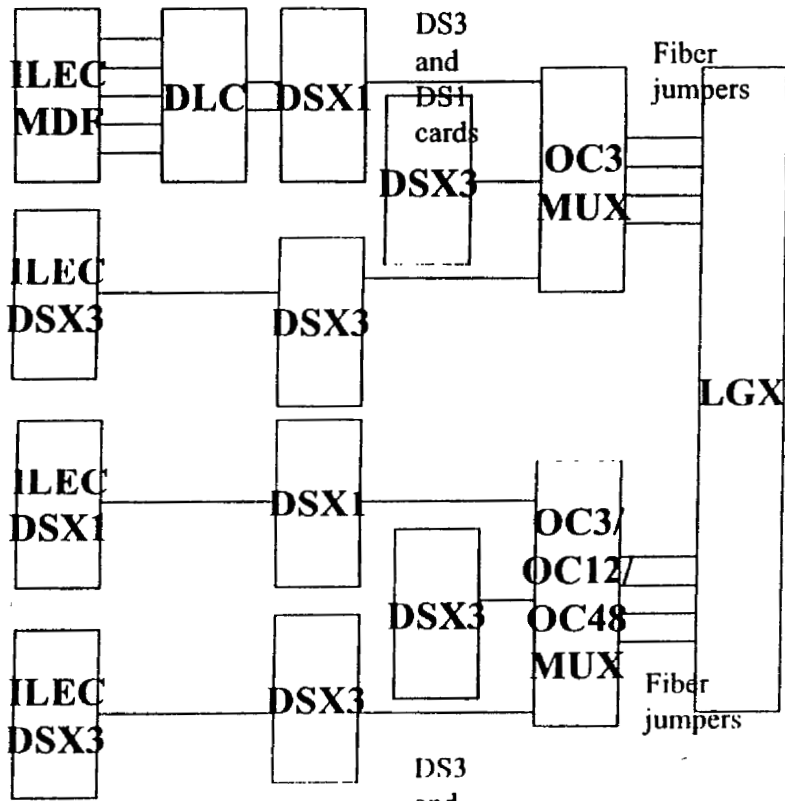 DS3
and
DS1
cards
Fiber
jumpers
ILEC
MDF
DLC
DSX1
DSX3
OC3
MUX
ILEC
DSX3
DSX3
LGX
ILEC
DSX1
DSX1
OC3/
OC12/
OC48
MUX
DSX3
ILEC
DSX3
DSX3
Fiber
jumpers
DS3
and